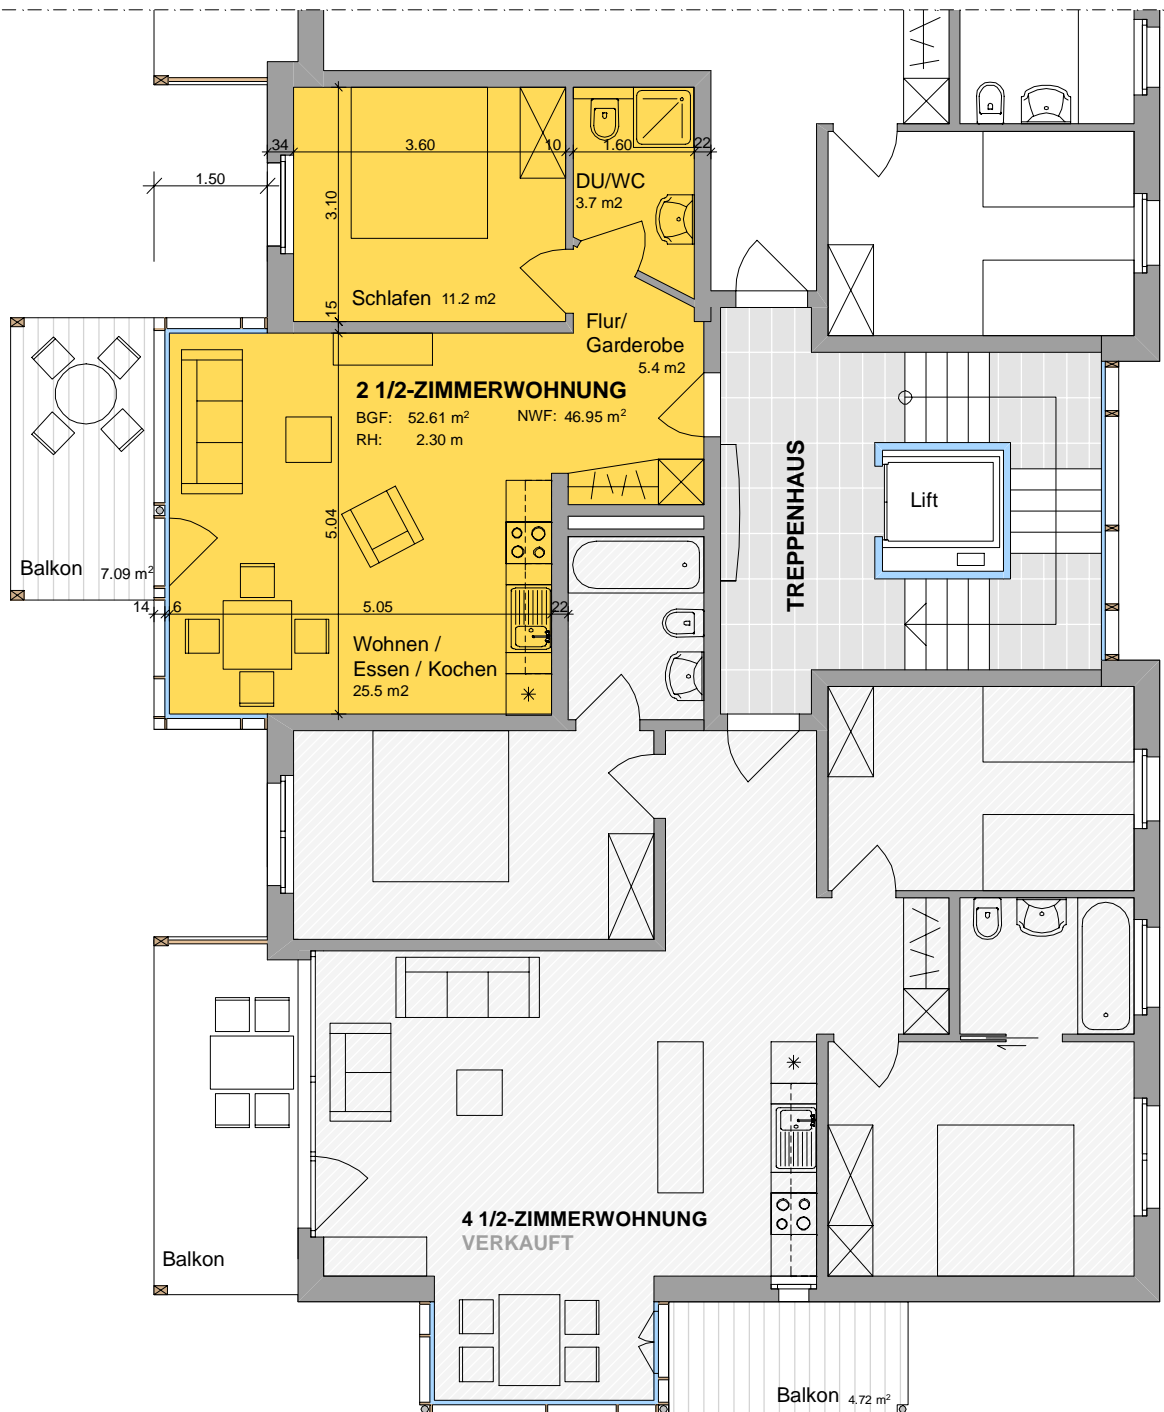 34
3.60
10
1.60
22
1.50
3.10
DU/WC
3.7 m2
Schlafen 11.2 m2
15
Flur/
Garderobe
5.4 m2
2 1/2-ZIMMERWOHNUNG
BGF: 52.61 m² NWF: 46.95 m²
RH: 2.30 m
TREPPENHAUS
Lift
5.04
Balkon 7.09 m²
14
6
5.05
22
Wohnen /
Essen / Kochen
25.5 m2
4 1/2-ZIMMERWOHNUNG
VERKAUFT
Balkon
Balkon 4.72 m²